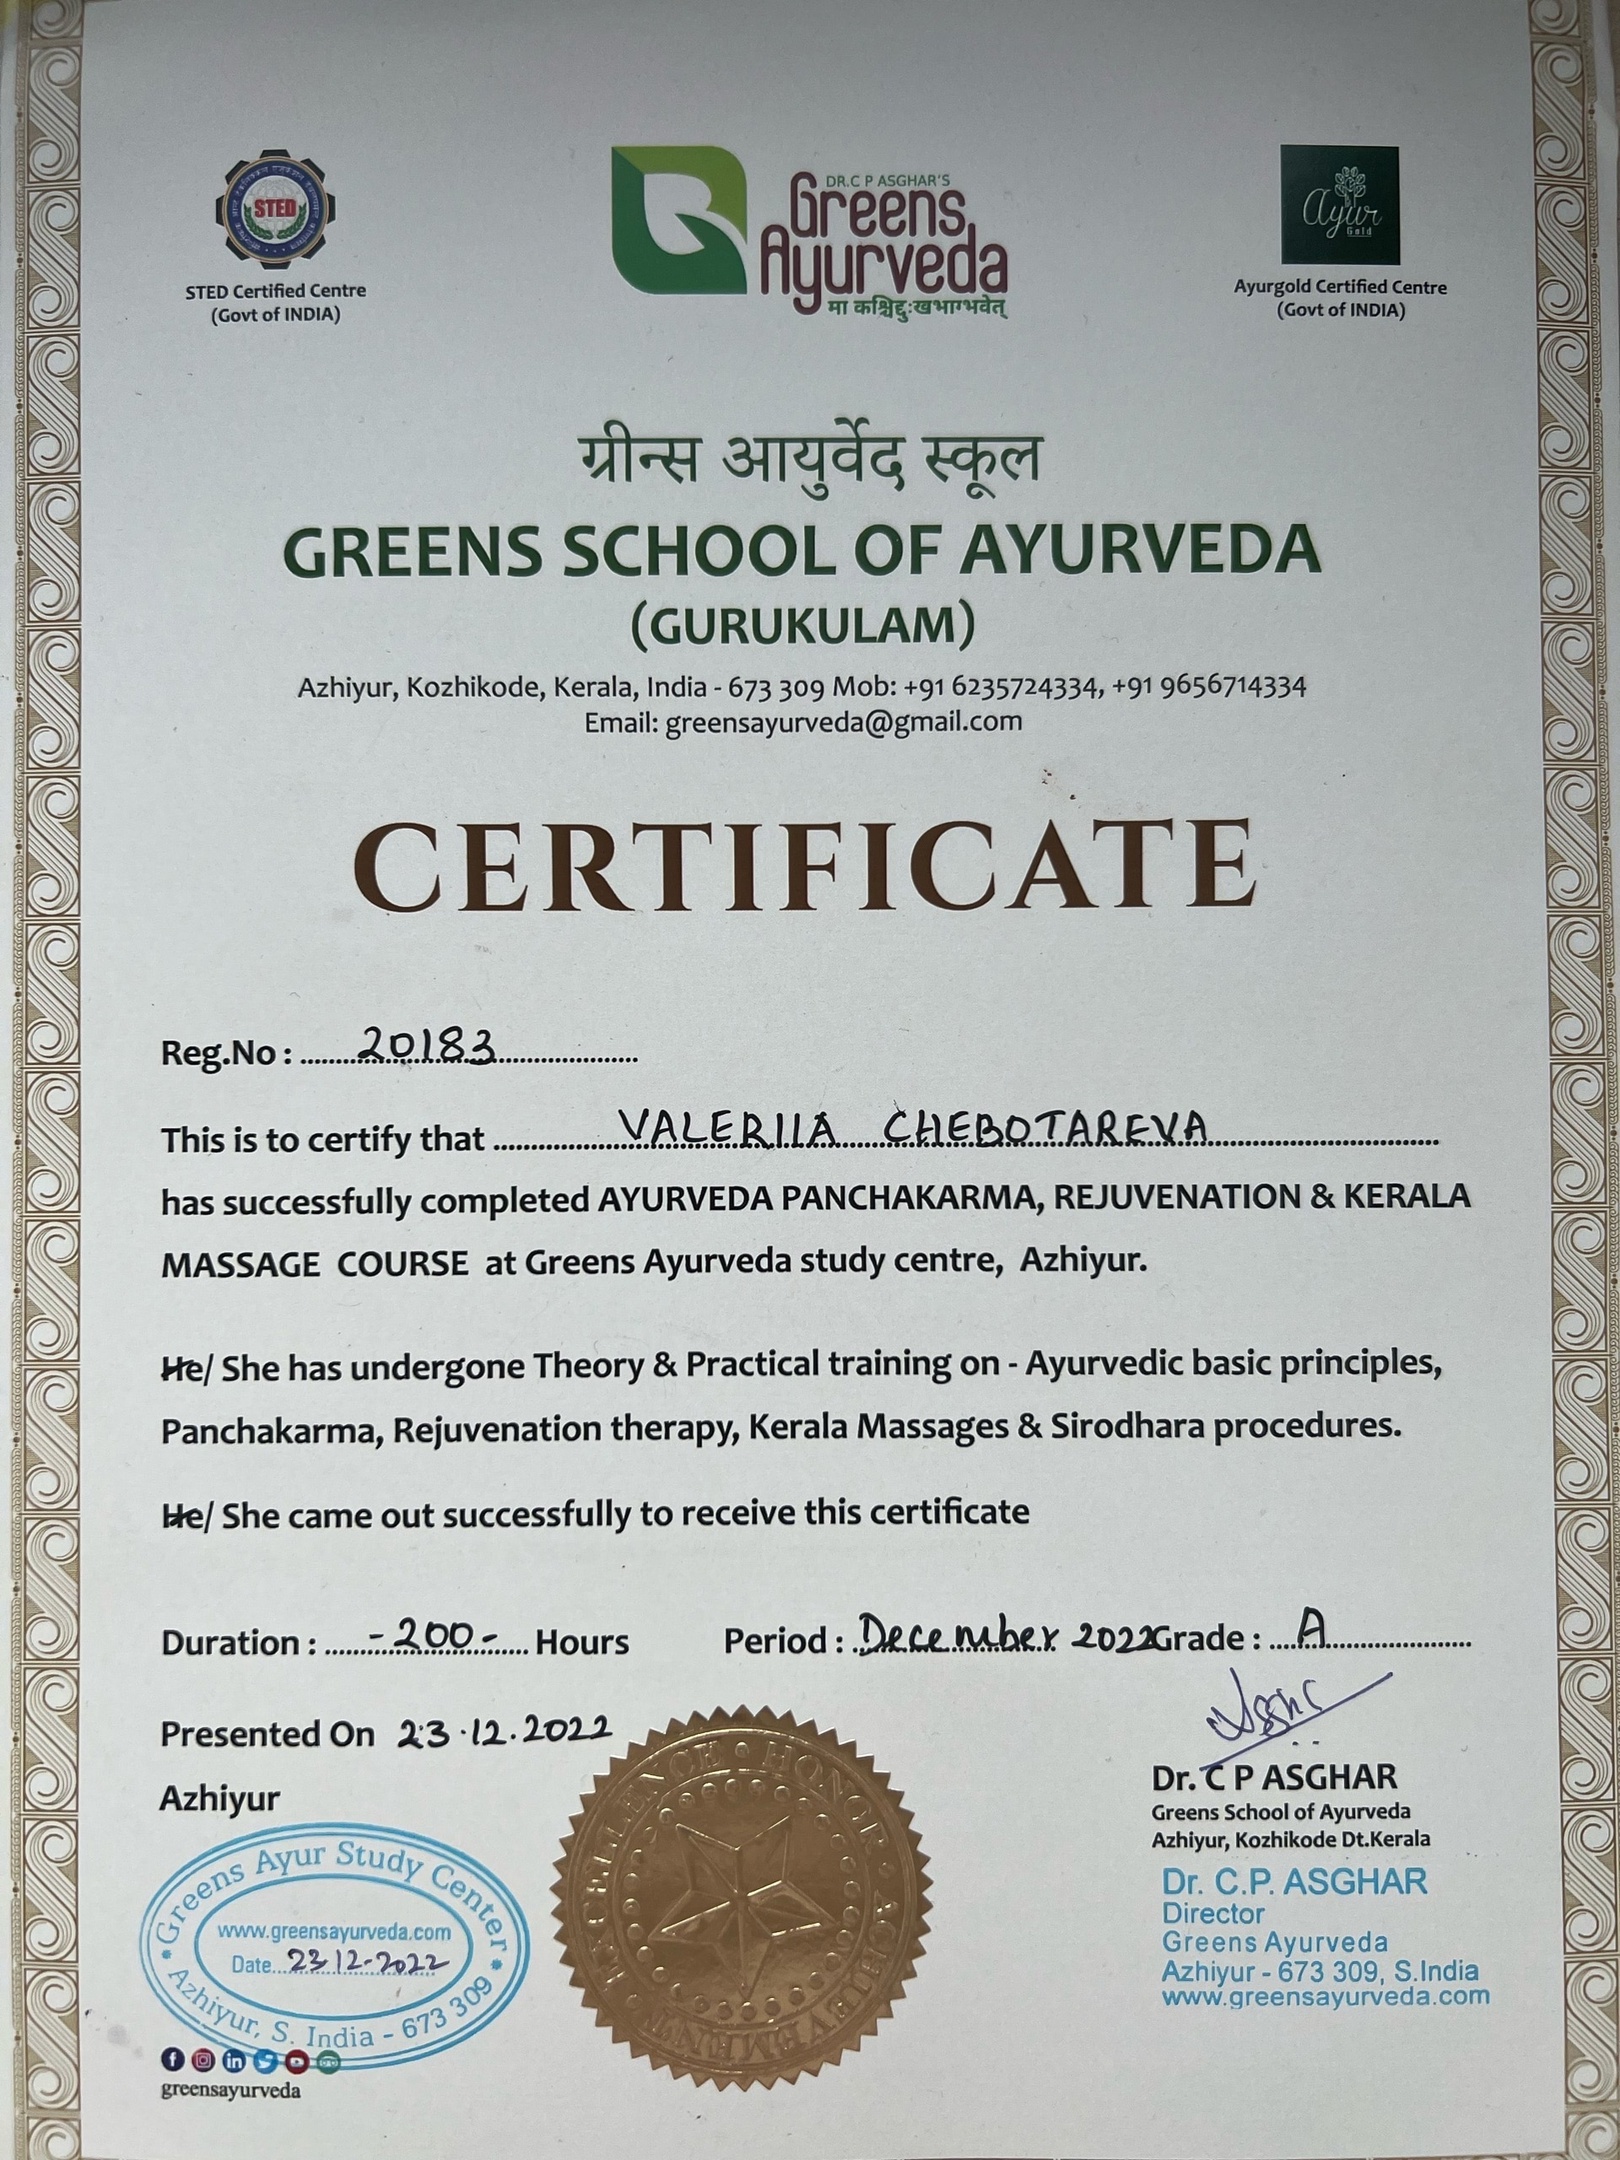 STED
STED Certified Centre
(Govt of INDIA)
DR.C P ASGHAR'S
Greens
Ayurveda
मा कश्चिद्दुःखभाग्भवेत्
Ayur
Gold
Ayurgold Certified Centre
(Govt of INDIA)
ग्रीन्स आयुर्वेद स्कूल
GREENS SCHOOL OF AYURVEDA
(GURUKULAM)
Azhiyur, Kozhikode, Kerala, India - 673 309 Mob: +91 6235724334, +91 9656714334
Email: greensayurveda@gmail.com
CERTIFICATE
Reg.No : 20183
This is to certify that VALERIIA CHEBOTAREVA
has successfully completed AYURVEDA PANCHAKARMA, REJUVENATION & KERALA
MASSAGE COURSE at Greens Ayurveda study centre, Azhiyur.
He/ She has undergone Theory & Practical training on - Ayurvedic basic principles,
Panchakarma, Rejuvenation therapy, Kerala Massages & Sirodhara procedures.
He/ She came out successfully to receive this certificate
Duration : -200- Hours Period : December 2022 Grade : A
Presented On 23.12.2022
Azhiyur
Greens Ayur Study Center
www.greensayurveda.com
Date... 23 12-2022
Azhiyur, S. India - 673 309
greensayurveda
EXCELLENCE • HONOR • ACHIEVEMENT
Dr. C P ASGHAR
Greens School of Ayurveda
Azhiyur, Kozhikode Dt.Kerala
Dr. C.P. ASGHAR
Director
Greens Ayurveda
Azhiyur - 673 309, S.India
www.greensayurveda.com